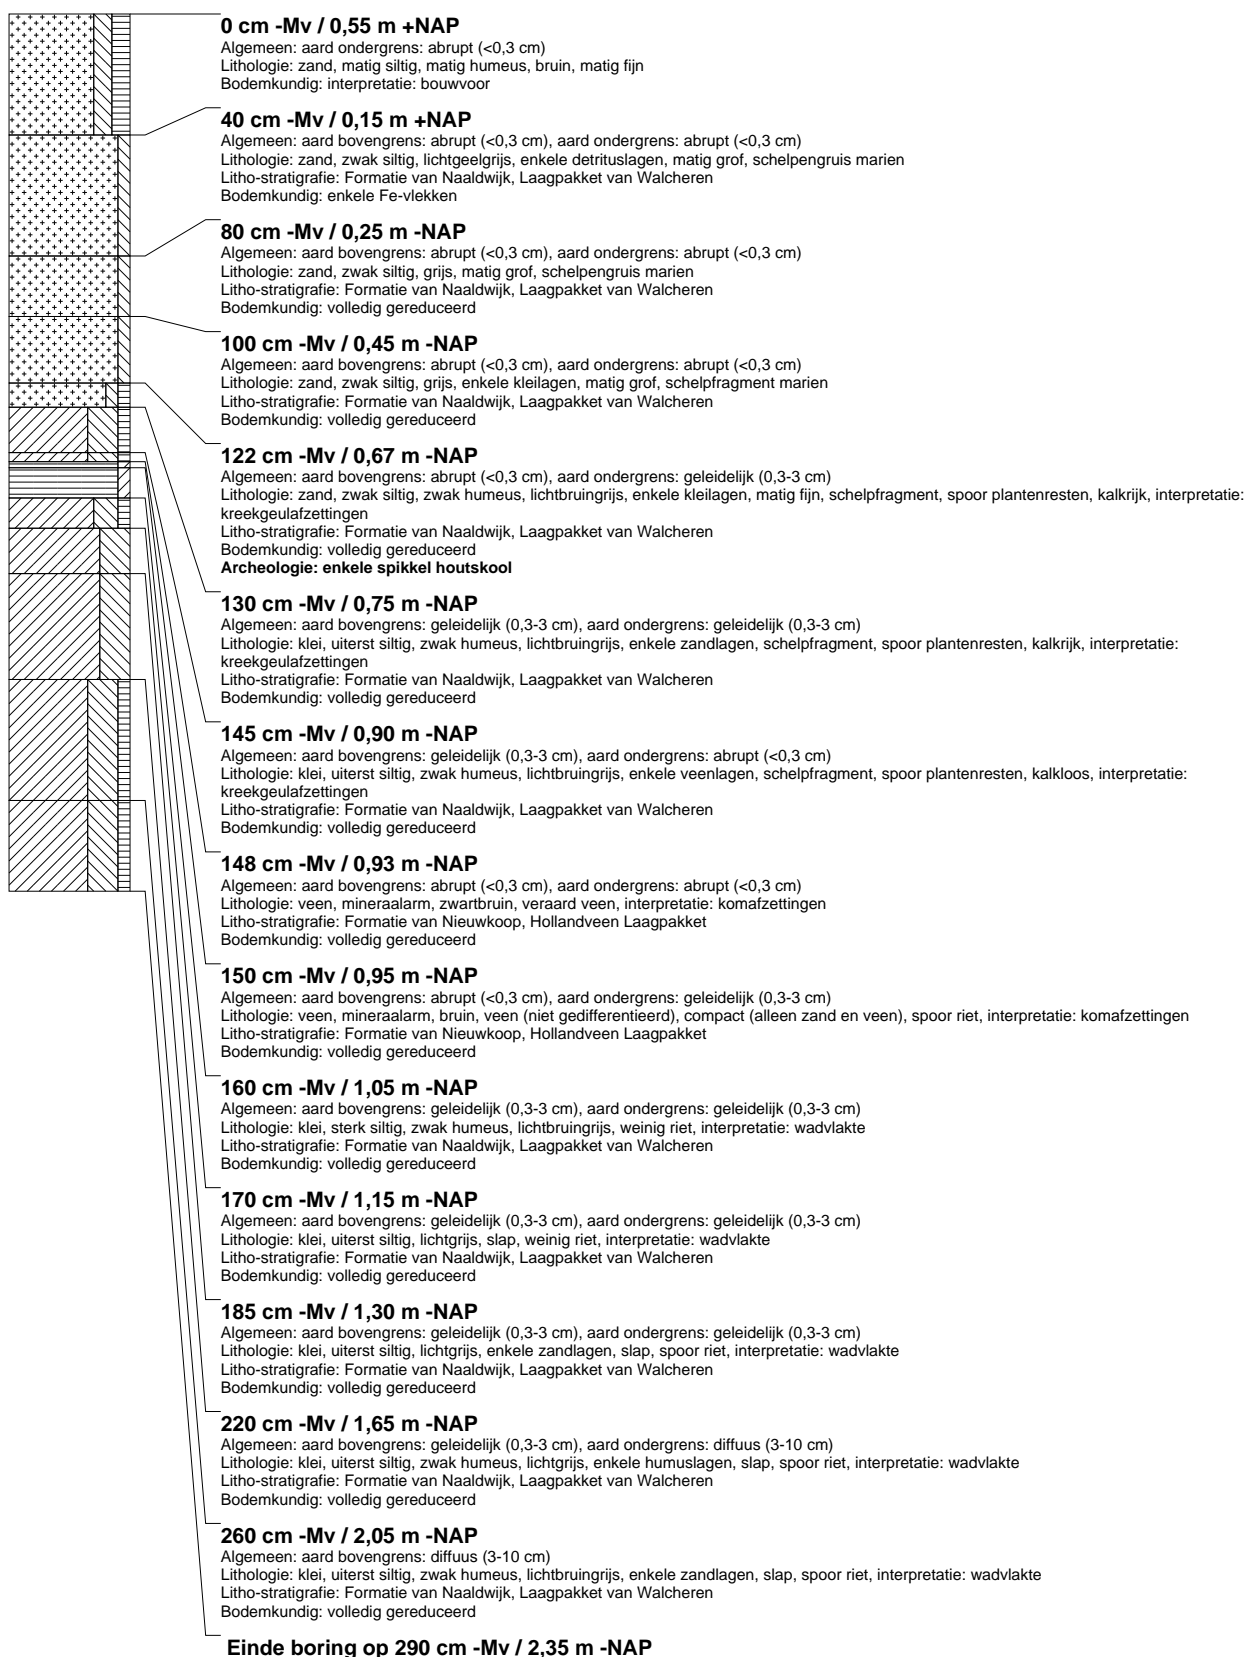 0 cm -Mv / 0,55 m +NAP
Algemeen: aard ondergrens: abrupt (<0,3 cm)
Lithologie: zand, matig siltig, matig humeus, bruin, matig fijn
Bodemkundig: interpretatie: bouwvoor
40 cm -Mv / 0,15 m +NAP
Algemeen: aard bovengrens: abrupt (<0,3 cm), aard ondergrens: abrupt (<0,3 cm)
Lithologie: zand, zwak siltig, lichtgeelgrijs, enkele detrituslagen, matig grof, schelpengruis marien
Litho-stratigrafie: Formatie van Naaldwijk, Laagpakket van Walcheren
Bodemkundig: enkele Fe-vlekken
80 cm -Mv / 0,25 m -NAP
Algemeen: aard bovengrens: abrupt (<0,3 cm), aard ondergrens: abrupt (<0,3 cm)
Lithologie: zand, zwak siltig, grijs, matig grof, schelpengruis marien
Litho-stratigrafie: Formatie van Naaldwijk, Laagpakket van Walcheren
Bodemkundig: volledig gereduceerd
100 cm -Mv / 0,45 m -NAP
Algemeen: aard bovengrens: abrupt (<0,3 cm), aard ondergrens: abrupt (<0,3 cm)
Lithologie: zand, zwak siltig, grijs, enkele kleilagen, matig grof, schelpfragment marien
Litho-stratigrafie: Formatie van Naaldwijk, Laagpakket van Walcheren
Bodemkundig: volledig gereduceerd
122 cm -Mv / 0,67 m -NAP
Algemeen: aard bovengrens: abrupt (<0,3 cm), aard ondergrens: geleidelijk (0,3-3 cm)
Lithologie: zand, zwak siltig, zwak humeus, lichtbruingrijs, enkele kleilagen, matig fijn, schelpfragment, spoor plantenresten, kalkrijk, interpretatie:
kreekgeulafzettingen
Litho-stratigrafie: Formatie van Naaldwijk, Laagpakket van Walcheren
Bodemkundig: volledig gereduceerd
Archeologie: enkele spikkel houtskool
130 cm -Mv / 0,75 m -NAP
Algemeen: aard bovengrens: geleidelijk (0,3-3 cm), aard ondergrens: geleidelijk (0,3-3 cm)
Lithologie: klei, uiterst siltig, zwak humeus, lichtbruingrijs, enkele zandlagen, schelpfragment, spoor plantenresten, kalkrijk, interpretatie:
kreekgeulafzettingen
Litho-stratigrafie: Formatie van Naaldwijk, Laagpakket van Walcheren
Bodemkundig: volledig gereduceerd
145 cm -Mv / 0,90 m -NAP
Algemeen: aard bovengrens: geleidelijk (0,3-3 cm), aard ondergrens: abrupt (<0,3 cm)
Lithologie: klei, uiterst siltig, zwak humeus, lichtbruingrijs, enkele veenlagen, schelpfragment, spoor plantenresten, kalkloos, interpretatie:
kreekgeulafzettingen
Litho-stratigrafie: Formatie van Naaldwijk, Laagpakket van Walcheren
Bodemkundig: volledig gereduceerd
148 cm -Mv / 0,93 m -NAP
Algemeen: aard bovengrens: abrupt (<0,3 cm), aard ondergrens: abrupt (<0,3 cm)
Lithologie: veen, mineraalarm, zwartbruin, veraard veen, interpretatie: komafzettingen
Litho-stratigrafie: Formatie van Nieuwkoop, Hollandveen Laagpakket
Bodemkundig: volledig gereduceerd
150 cm -Mv / 0,95 m -NAP
Algemeen: aard bovengrens: abrupt (<0,3 cm), aard ondergrens: geleidelijk (0,3-3 cm)
Lithologie: veen, mineraalarm, bruin, veen (niet gedifferentieerd), compact (alleen zand en veen), spoor riet, interpretatie: komafzettingen
Litho-stratigrafie: Formatie van Nieuwkoop, Hollandveen Laagpakket
Bodemkundig: volledig gereduceerd
160 cm -Mv / 1,05 m -NAP
Algemeen: aard bovengrens: geleidelijk (0,3-3 cm), aard ondergrens: geleidelijk (0,3-3 cm)
Lithologie: klei, sterk siltig, zwak humeus, lichtbruingrijs, weinig riet, interpretatie: wadvlakte
Litho-stratigrafie: Formatie van Naaldwijk, Laagpakket van Walcheren
Bodemkundig: volledig gereduceerd
170 cm -Mv / 1,15 m -NAP
Algemeen: aard bovengrens: geleidelijk (0,3-3 cm), aard ondergrens: geleidelijk (0,3-3 cm)
Lithologie: klei, uiterst siltig, lichtgrijs, slap, weinig riet, interpretatie: wadvlakte
Litho-stratigrafie: Formatie van Naaldwijk, Laagpakket van Walcheren
Bodemkundig: volledig gereduceerd
185 cm -Mv / 1,30 m -NAP
Algemeen: aard bovengrens: geleidelijk (0,3-3 cm), aard ondergrens: geleidelijk (0,3-3 cm)
Lithologie: klei, uiterst siltig, lichtgrijs, enkele zandlagen, slap, spoor riet, interpretatie: wadvlakte
Litho-stratigrafie: Formatie van Naaldwijk, Laagpakket van Walcheren
Bodemkundig: volledig gereduceerd
220 cm -Mv / 1,65 m -NAP
Algemeen: aard bovengrens: geleidelijk (0,3-3 cm), aard ondergrens: diffuus (3-10 cm)
Lithologie: klei, uiterst siltig, zwak humeus, lichtgrijs, enkele humuslagen, slap, spoor riet, interpretatie: wadvlakte
Litho-stratigrafie: Formatie van Naaldwijk, Laagpakket van Walcheren
Bodemkundig: volledig gereduceerd
260 cm -Mv / 2,05 m -NAP
Algemeen: aard bovengrens: diffuus (3-10 cm)
Lithologie: klei, uiterst siltig, zwak humeus, lichtbruingrijs, enkele zandlagen, slap, spoor riet, interpretatie: wadvlakte
Litho-stratigrafie: Formatie van Naaldwijk, Laagpakket van Walcheren
Bodemkundig: volledig gereduceerd
Einde boring op 290 cm -Mv / 2,35 m -NAP